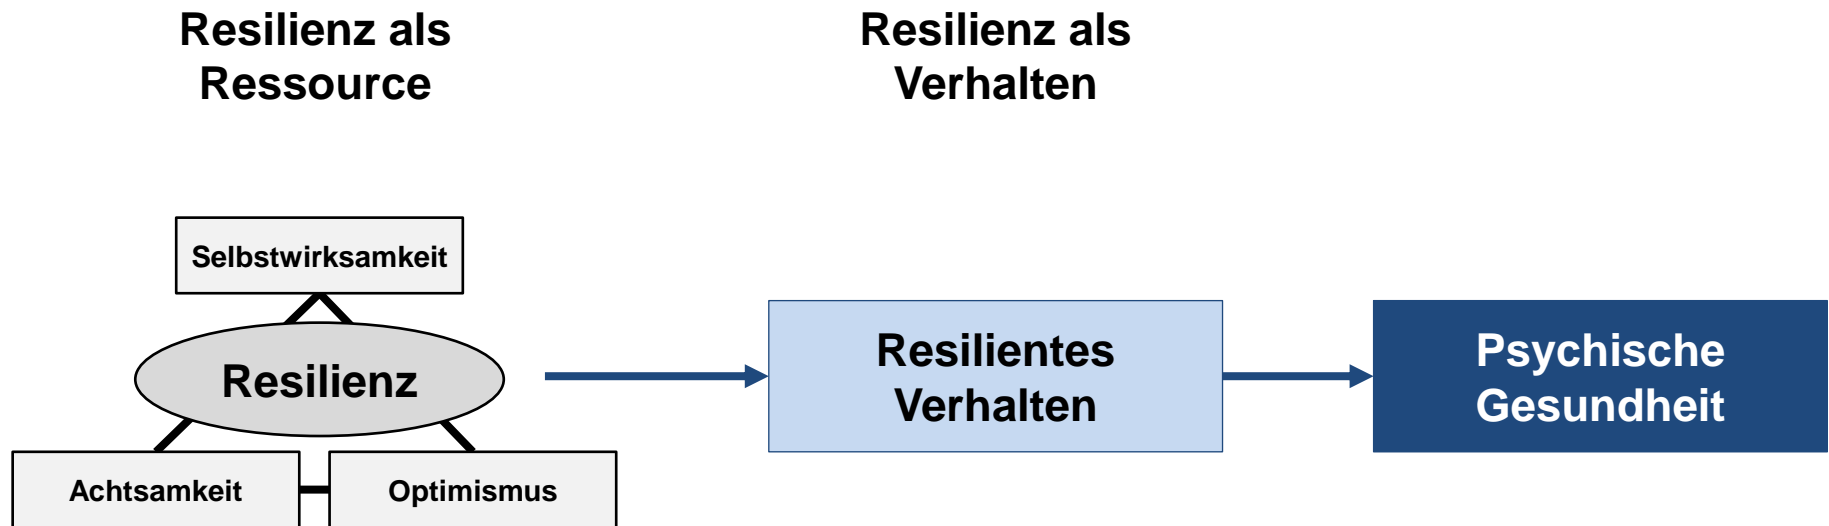 Resilienz als
Ressource
Resilienz als
Verhalten
Selbstwirksamkeit
Resilienz
Achtsamkeit
Optimismus
Resilientes
Verhalten
Psychische
Gesundheit